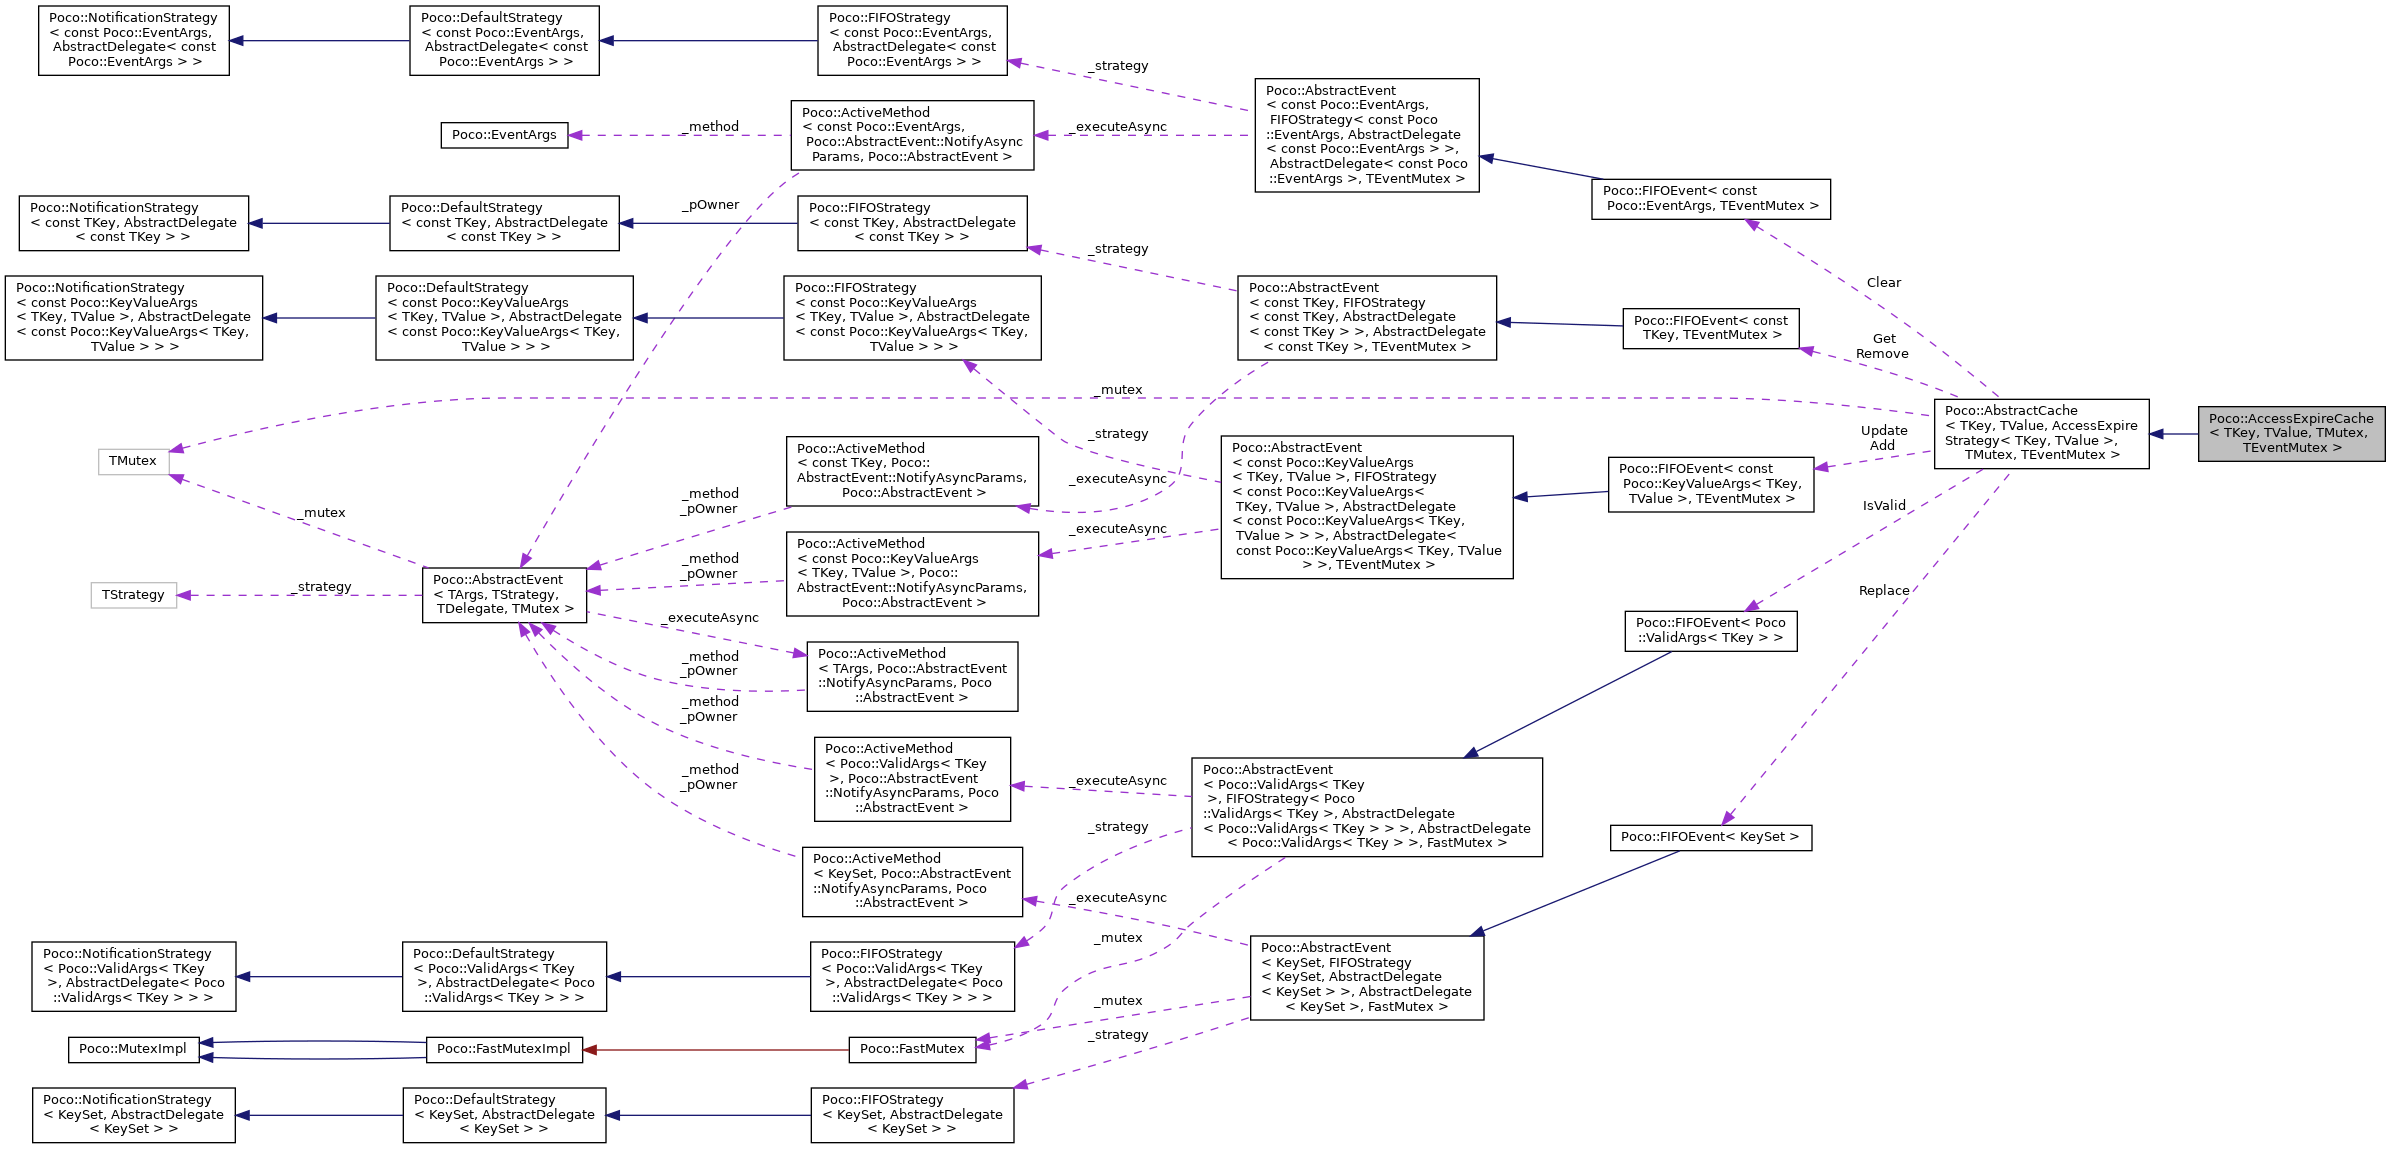 Poco::NotificationStrategy
< const Poco::EventArgs,
AbstractDelegate< const
Poco::EventArgs > >
Poco::DefaultStrategy
< const Poco::EventArgs,
AbstractDelegate< const
Poco::EventArgs > >
Poco::FIFOStrategy
< const Poco::EventArgs,
AbstractDelegate< const
Poco::EventArgs > >
_strategy
Poco::AbstractEvent
< const Poco::EventArgs,
FIFOStrategy< const Poco
::EventArgs, AbstractDelegate
< const Poco::EventArgs > >,
AbstractDelegate< const Poco
::EventArgs >, TEventMutex >
Poco::EventArgs
_method
Poco::ActiveMethod
< const Poco::EventArgs,
Poco::AbstractEvent::NotifyAsync
Params, Poco::AbstractEvent >
_executeAsync
Poco::FIFOEvent< const
Poco::EventArgs, TEventMutex >
Poco::NotificationStrategy
< const TKey, AbstractDelegate
< const TKey > >
Poco::DefaultStrategy
< const TKey, AbstractDelegate
< const TKey > >
_pOwner
Poco::FIFOStrategy
< const TKey, AbstractDelegate
< const TKey > >
_strategy
Clear
Poco::NotificationStrategy
< const Poco::KeyValueArgs
< TKey, TValue >, AbstractDelegate
< const Poco::KeyValueArgs< TKey,
TValue > > >
Poco::DefaultStrategy
< const Poco::KeyValueArgs
< TKey, TValue >, AbstractDelegate
< const Poco::KeyValueArgs< TKey,
TValue > > >
Poco::FIFOStrategy
< const Poco::KeyValueArgs
< TKey, TValue >, AbstractDelegate
< const Poco::KeyValueArgs< TKey,
TValue > > >
Poco::AbstractEvent
< const TKey, FIFOStrategy
< const TKey, AbstractDelegate
< const TKey > >, AbstractDelegate
< const TKey >, TEventMutex >
Poco::FIFOEvent< const
TKey, TEventMutex >
Get
Remove
_mutex
Poco::AbstractCache
< TKey, TValue, AccessExpire
Strategy< TKey, TValue >,
TMutex, TEventMutex >
Poco::AccessExpireCache
< TKey, TValue, TMutex,
TEventMutex >
TMutex
_mutex
Poco::ActiveMethod
< const TKey, Poco::
AbstractEvent::NotifyAsyncParams,
Poco::AbstractEvent >
_strategy
_executeAsync
Poco::AbstractEvent
< const Poco::KeyValueArgs
< TKey, TValue >, FIFOStrategy
< const Poco::KeyValueArgs<
TKey, TValue >, AbstractDelegate
< const Poco::KeyValueArgs< TKey,
TValue > > >, AbstractDelegate<
const Poco::KeyValueArgs< TKey, TValue
> >, TEventMutex >
Poco::FIFOEvent< const
Poco::KeyValueArgs< TKey,
TValue >, TEventMutex >
Update
Add
IsValid
_method
_pOwner
Poco::ActiveMethod
< const Poco::KeyValueArgs
< TKey, TValue >, Poco::
AbstractEvent::NotifyAsyncParams,
Poco::AbstractEvent >
_executeAsync
_method
_pOwner
TStrategy
_strategy
Poco::AbstractEvent
< TArgs, TStrategy,
TDelegate, TMutex >
_executeAsync
Poco::FIFOEvent< Poco
::ValidArgs< TKey > >
Replace
_method
_pOwner
Poco::ActiveMethod
< TArgs, Poco::AbstractEvent
::NotifyAsyncParams, Poco
::AbstractEvent >
_method
_pOwner
Poco::ActiveMethod
< Poco::ValidArgs< TKey
>, Poco::AbstractEvent
::NotifyAsyncParams, Poco
::AbstractEvent >
_executeAsync
Poco::AbstractEvent
< Poco::ValidArgs< TKey
>, FIFOStrategy< Poco
::ValidArgs< TKey >, AbstractDelegate
< Poco::ValidArgs< TKey > > >, AbstractDelegate
< Poco::ValidArgs< TKey > >, FastMutex >
_method
_pOwner
_strategy
Poco::FIFOEvent< KeySet >
Poco::ActiveMethod
< KeySet, Poco::AbstractEvent
::NotifyAsyncParams, Poco
::AbstractEvent >
_executeAsync
_mutex
Poco::NotificationStrategy
< Poco::ValidArgs< TKey
>, AbstractDelegate< Poco
::ValidArgs< TKey > > >
Poco::DefaultStrategy
< Poco::ValidArgs< TKey
>, AbstractDelegate< Poco
::ValidArgs< TKey > > >
Poco::FIFOStrategy
< Poco::ValidArgs< TKey
>, AbstractDelegate< Poco
::ValidArgs< TKey > > >
Poco::AbstractEvent
< KeySet, FIFOStrategy
< KeySet, AbstractDelegate
< KeySet > >, AbstractDelegate
< KeySet >, FastMutex >
_mutex
Poco::MutexImpl
Poco::FastMutexImpl
Poco::FastMutex
_strategy
Poco::NotificationStrategy
< KeySet, AbstractDelegate
< KeySet > >
Poco::DefaultStrategy
< KeySet, AbstractDelegate
< KeySet > >
Poco::FIFOStrategy
< KeySet, AbstractDelegate
< KeySet > >